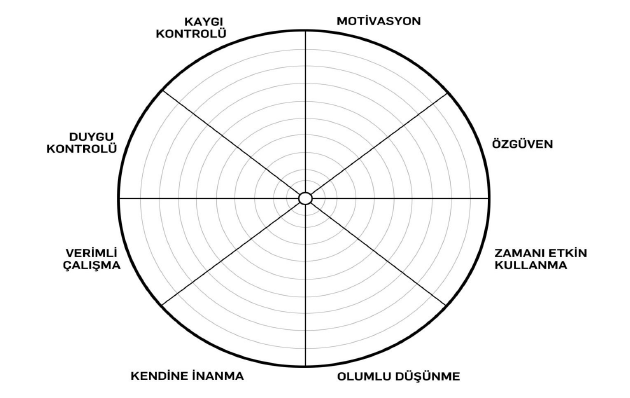 KAYGI
KONTROLÜ
MOTİVASYON
DUYGU
KONTROLÜ
ÖZGÜVEN
VERİMLİ
ÇALIŞMA
ZAMANI ETKİN
KULLANMA
KENDİNE İNANMA
OLUMLU DÜŞÜNME